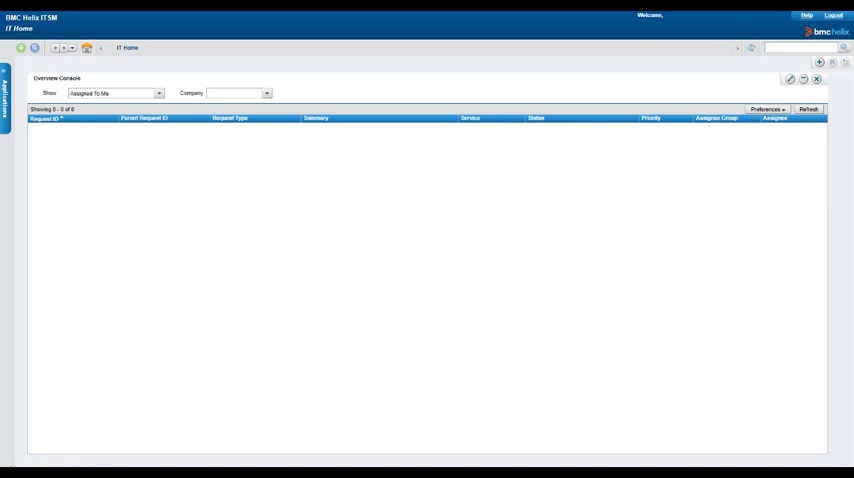 BMC Helix ITSM
Welcome,
Help
Logout
IT Home
bmchelix
IT Home
Applications
Overview Console
Show
Assigned To Me
Company
Showing 0 - 0 of 0
Preferences
Refresh
Request ID
Parent Request ID
Request Type
Summary
Service
Status
Priority
Assignee Group
Assignee